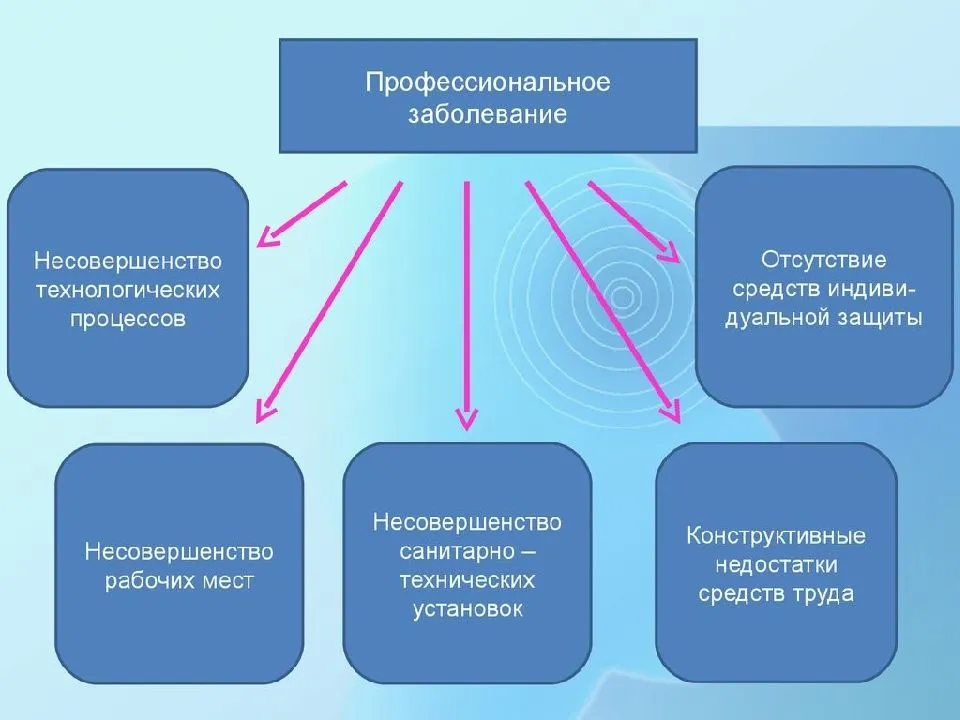 Профессиональное
заболевание
Несовершенство
технологических
процессов
Отсутствие
средств индиви-
дуальной защиты
Несовершенство
рабочих мест
Несовершенство
санитарно –
технических
установок
Конструктивные
недостатки
средств труда